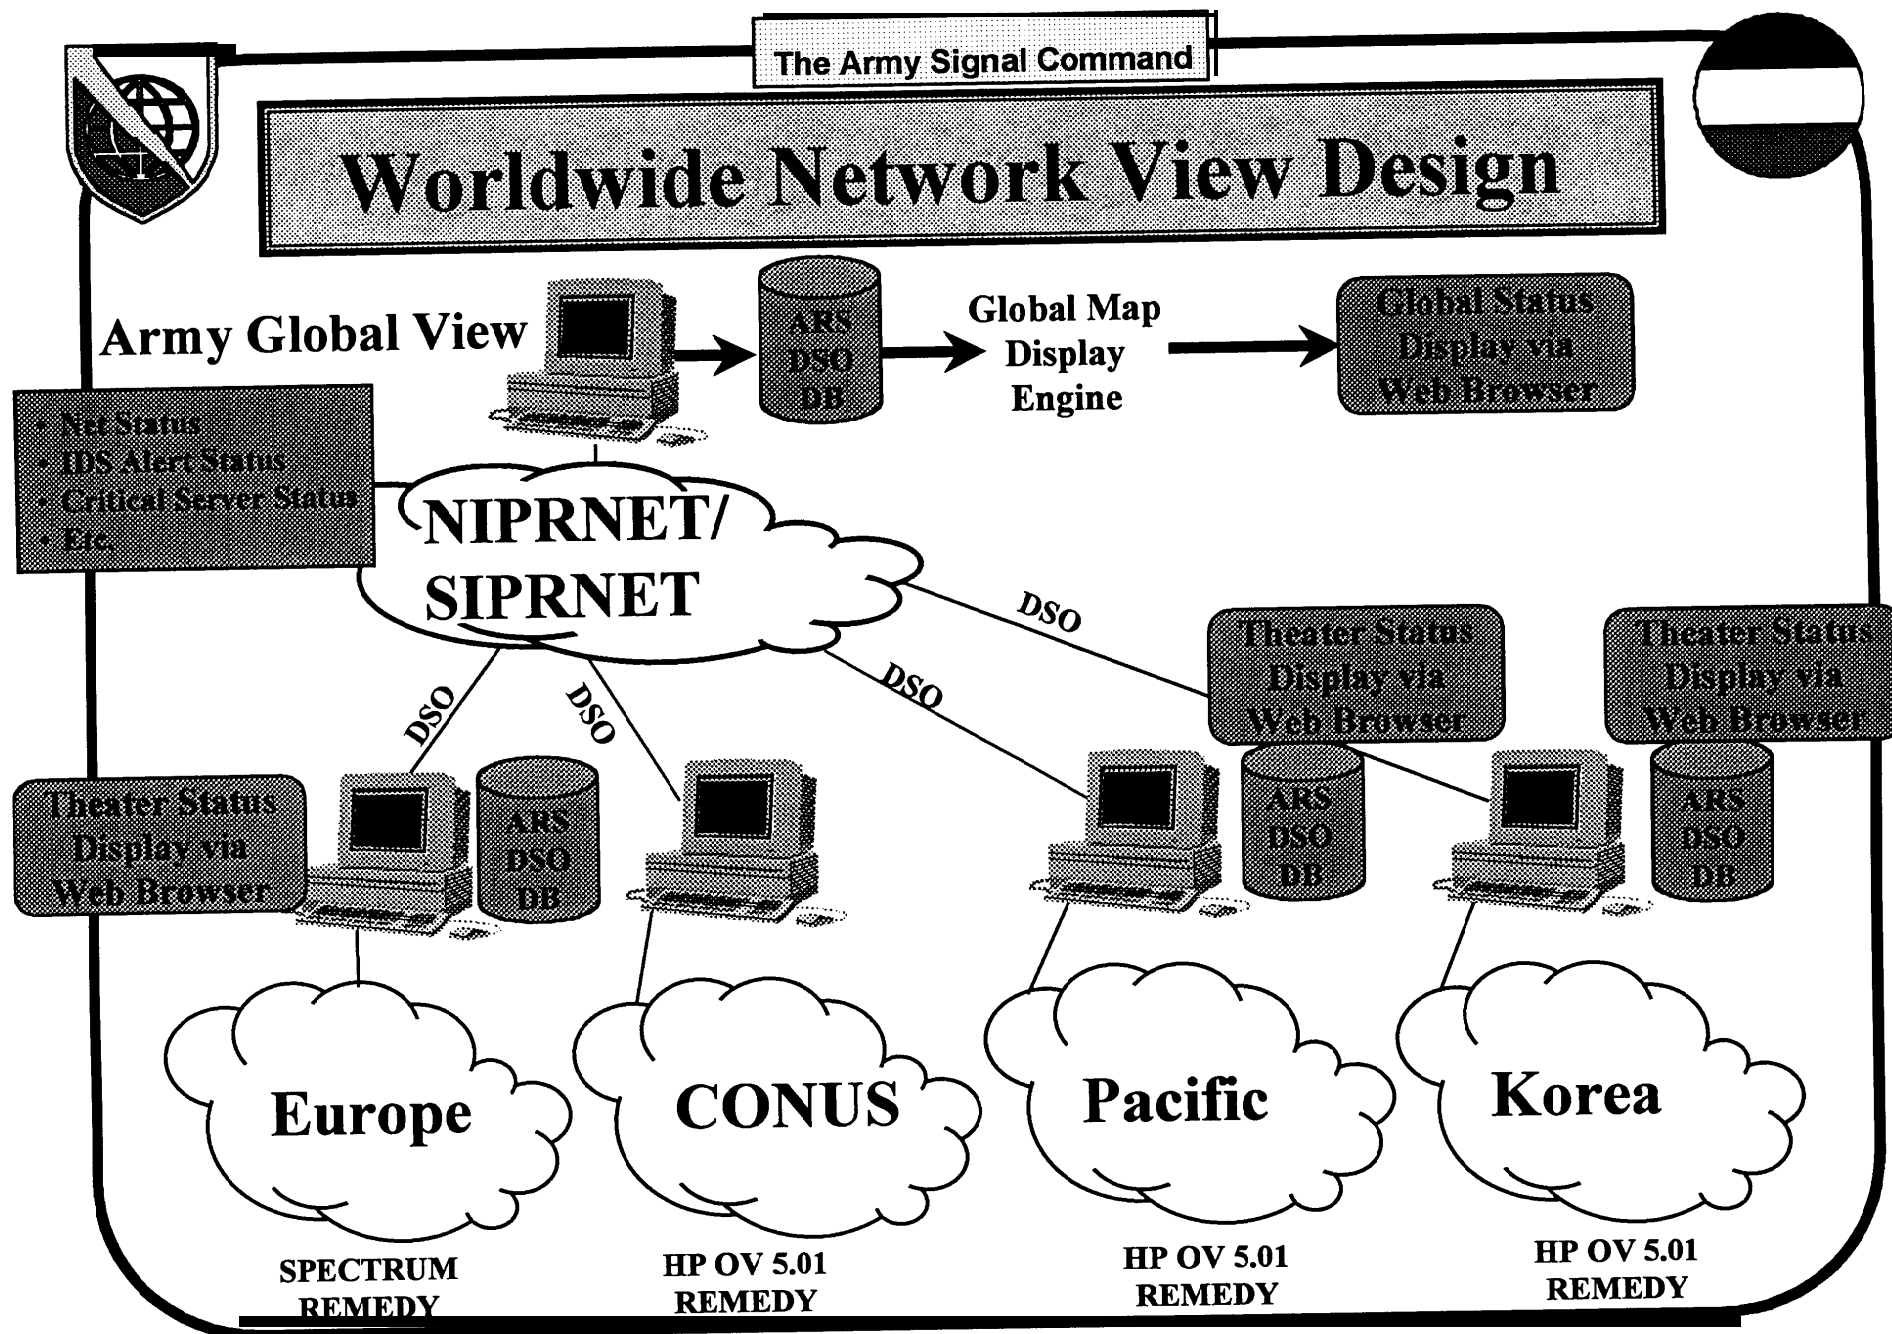 The Army Signal Command
Worldwide Network View Design
Army Global View
ARS
DSO
DB
Global Map
Display
Engine
Global Status
Display via
Web Browser
• Net Status
• IDS Alert Status
• Critical Server Status
• Etc.
NIPRNET/
SIPRNET
DSO
DSO
DSO
DSO
Theater Status
Display via
Web Browser
Theater Status
Display via
Web Browser
Theater Status
Display via
Web Browser
ARS
DSO
DB
ARS
DSO
DB
ARS
DSO
DB
Europe
CONUS
Pacific
Korea
SPECTRUM
REMEDY
HP OV 5.01
REMEDY
HP OV 5.01
REMEDY
HP OV 5.01
REMEDY